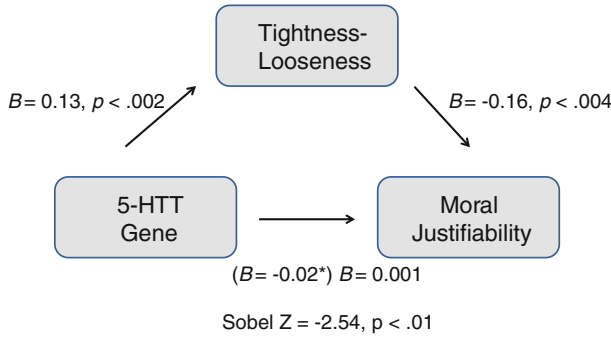 Tightness-
Looseness
B= 0.13, p < .002
B= -0.16, p < .004
5-HTT
Gene
Moral
Justifiability
(B= -0.02*) B= 0.001
Sobel Z = -2.54, p < .01